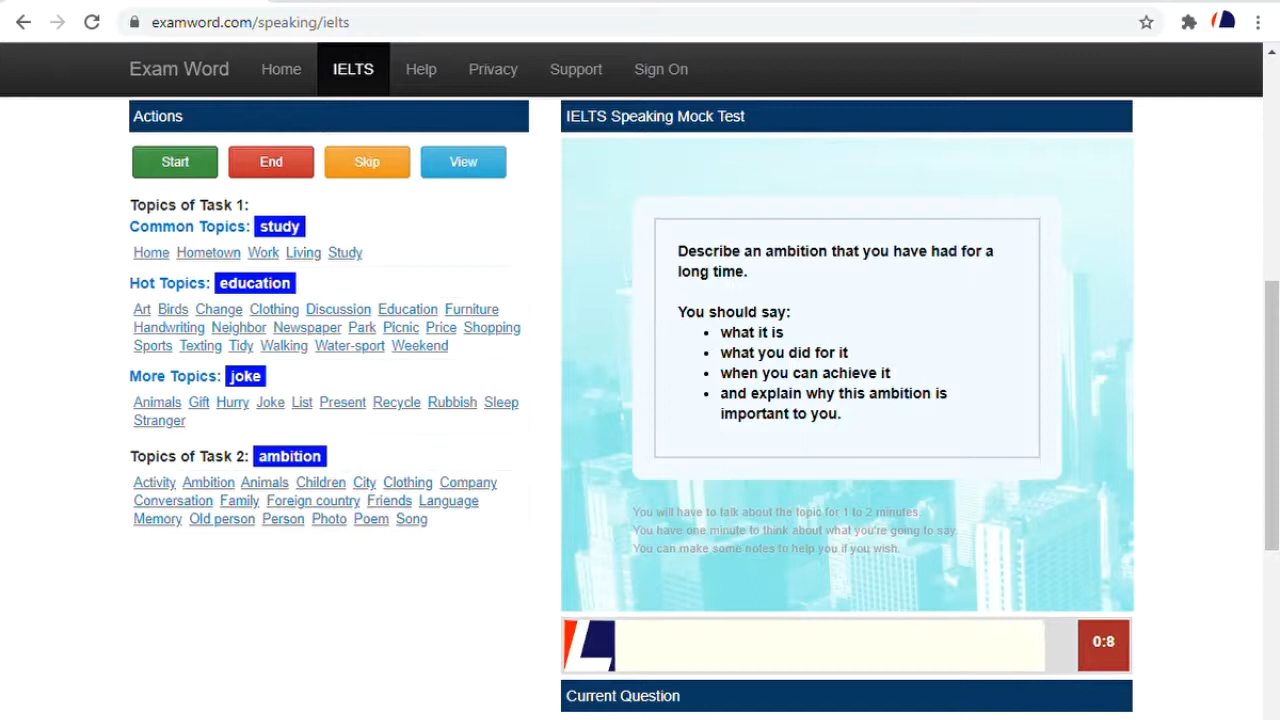 examword.com/speaking/ielts
Exam Word Home IELTS Help Privacy Support Sign On
Actions
Start End Skip View
Topics of Task 1:
Common Topics: study
Home Hometown Work Living Study
Hot Topics: education
Art Birds Change Clothing Discussion Education Furniture
Handwriting Neighbor Newspaper Park Picnic Price Shopping
Sports Texting Tidy Walking Water-sport Weekend
More Topics: joke
Animals Gift Hurry Joke List Present Recycle Rubbish Sleep
Stranger
Topics of Task 2: ambition
Activity Ambition Animals Children City Clothing Company
Conversation Family Foreign country Friends Language
Memory Old person Person Photo Poem Song
IELTS Speaking Mock Test
Describe an ambition that you have had for a
long time.
You should say:
• what it is
• what you did for it
• when you can achieve it
• and explain why this ambition is
important to you.
You will have to talk about the topic for 1 to 2 minutes.
You have one minute to think about what you're going to say.
You can make some notes to help you if you wish.
0:8
Current Question